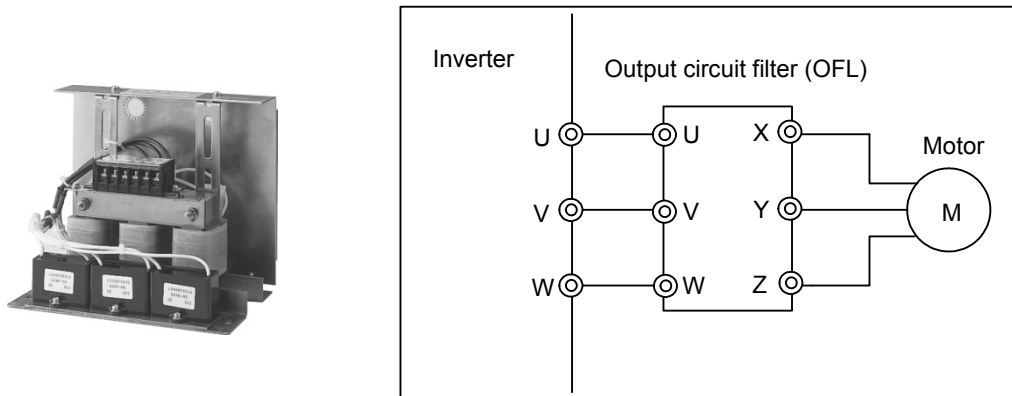 Inverter
Output circuit filter (OFL)
U
U
X
Motor
V
V
Y
M
W
W
Z